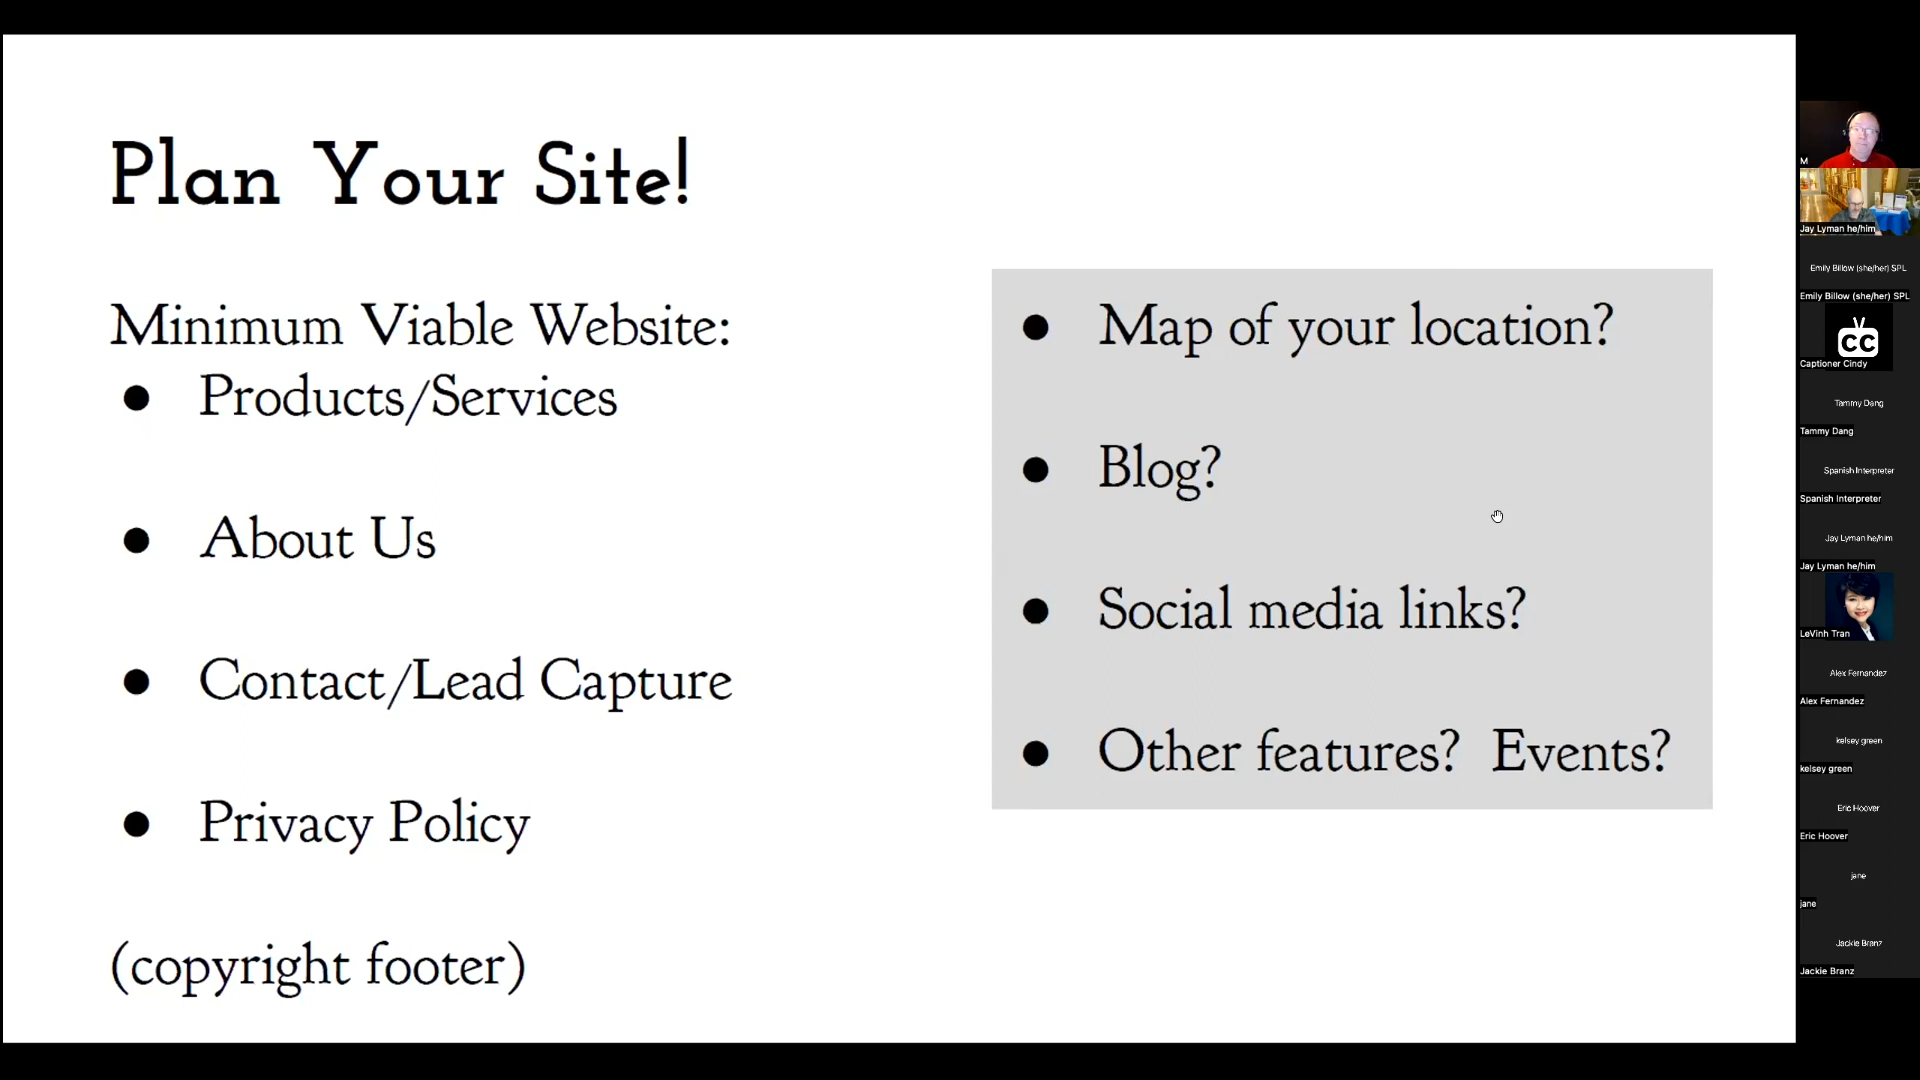 Plan Your Site!
Minimum Viable Website:
● Products/Services
● About Us
● Contact/Lead Capture
● Privacy Policy
(copyright footer)
● Map of your location?
● Blog?
● Social media links?
● Other features?  Events?
M
Jay Lyman he/him
Emily Billow (she/her) SPL
Emily Billow (she/her) SPL
CC
Captioner Cindy
Tammy Dang
Tammy Dang
Spanish Interpreter
Spanish Interpreter
Jay Lyman he/him
Jay Lyman he/him
LeVinh Tran
Alex Fernandez
Alex Fernandez
kelsey green
kelsey green
Eric Hoover
Eric Hoover
jane
jane
Jackie Branz
Jackie Branz